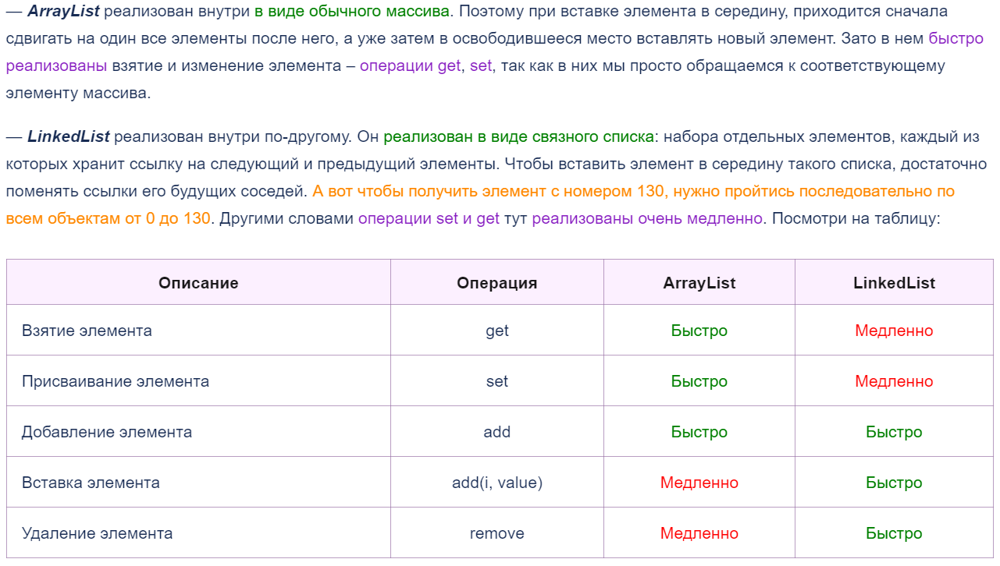 — ArrayList реализован внутри в виде обычного массива. Поэтому при вставке элемента в середину, приходится сначала
сдвигать на один все элементы после него, а уже затем в освободившееся место вставлять новый элемент. Зато в нем быстро
реализованы взятие и изменение элемента – операции get, set, так как в них мы просто обращаемся к соответствующему
элементу массива.
— LinkedList реализован внутри по-другому. Он реализован в виде связного списка: набора отдельных элементов, каждый из
которых хранит ссылку на следующий и предыдущий элементы. Чтобы вставить элемент в середину такого списка, достаточно
поменять ссылки его будущих соседей. А вот чтобы получить элемент с номером 130, нужно пройтись последовательно по
всем объектам от 0 до 130. Другими словами операции set и get тут реализованы очень медленно. Посмотри на таблицу:
Описание Операция ArrayList LinkedList
Взятие элемента get Быстро Медленно
Присваивание элемента set Быстро Медленно
Добавление элемента add Быстро Быстро
Вставка элемента add(i, value) Медленно Быстро
Удаление элемента remove Медленно Быстро